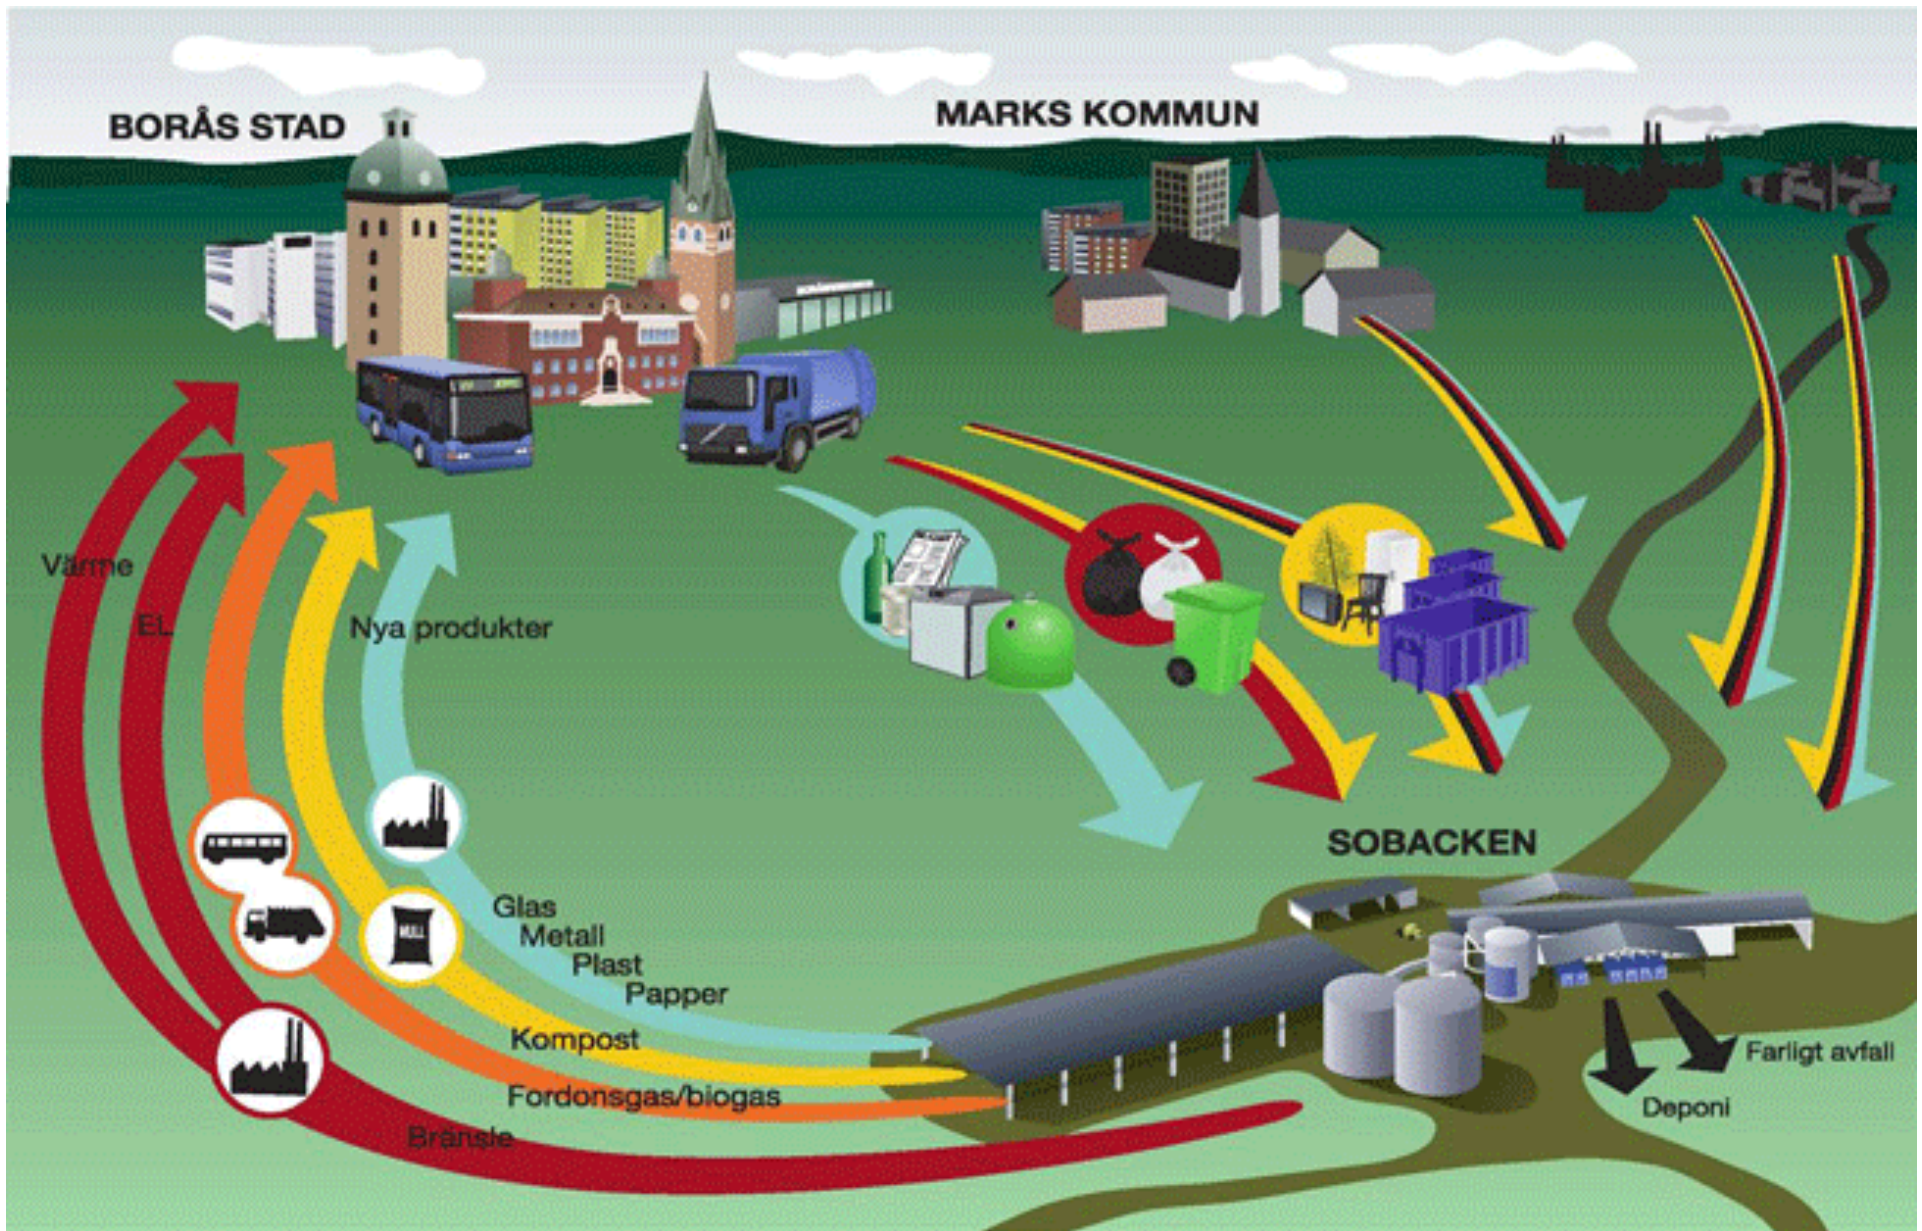 BORÅS STAD
MARKS KOMMUN
Värme
EL
Nya produkter
SOBACKEN
Glas
Metall
Plast
Papper
MULL
Kompost
Fordonsgas/biogas
Bränsle
Farligt avfall
Deponi